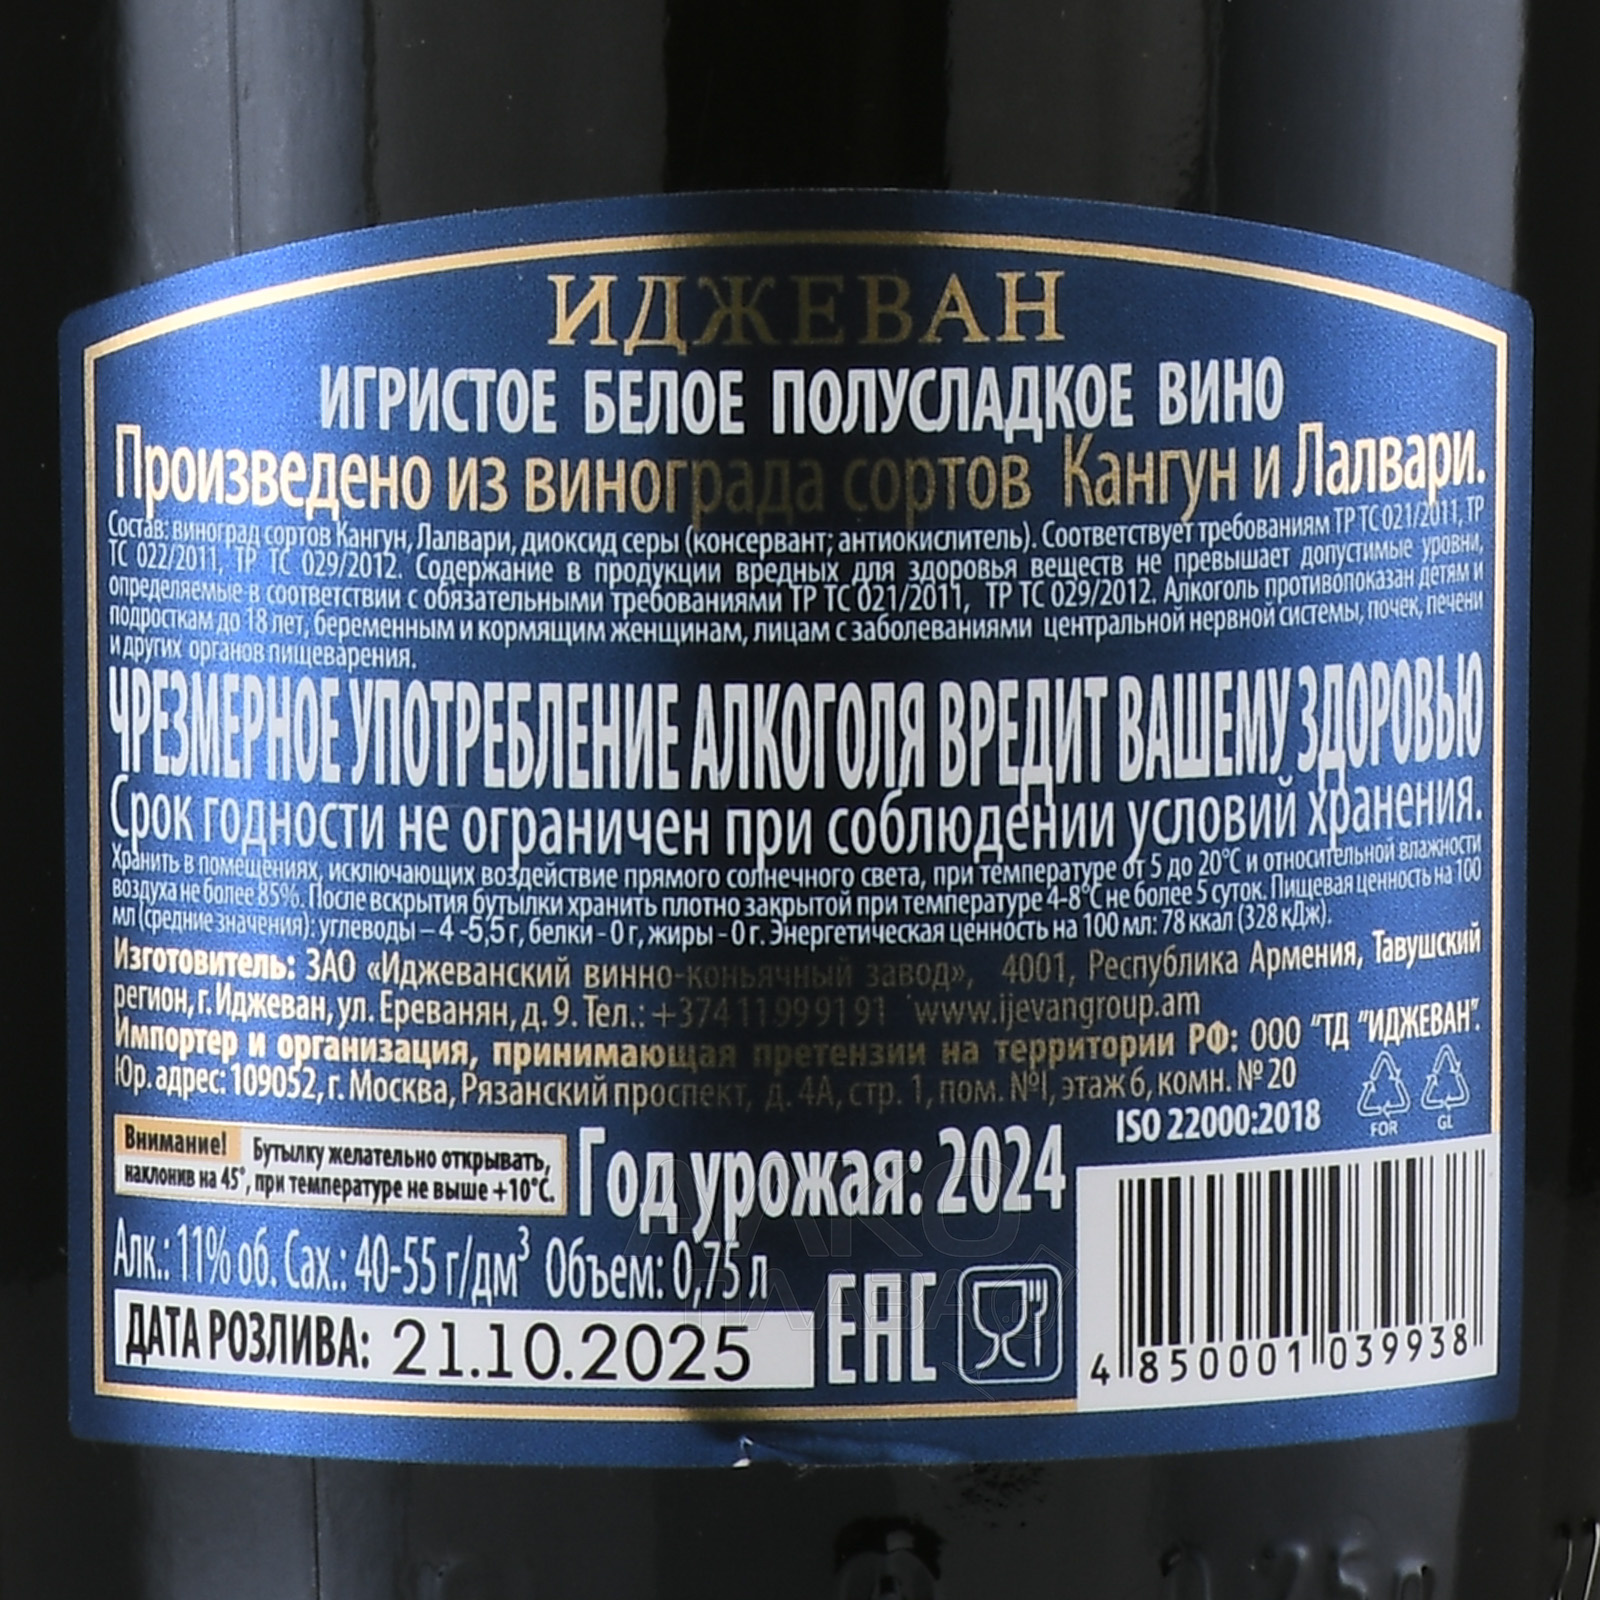 ИДЖЕВАН
ИГРИСТОЕ БЕЛОЕ ПОЛУСЛАДКОЕ ВИНО
Произведено из винограда сортов Кангун и Лалвари.
Состав: виноград сортов Кангун, Лалвари, диоксид серы (консервант; антиокислитель). Соответствует требованиям ТР ТС 021/2011, ТР
ТС 022/2011, ТР ТС 029/2012. Содержание в продукции вредных для здоровья веществ не превышает допустимые уровни,
определяемые в соответствии с обязательными требованиями ТР ТС 021/2011, ТР ТС 029/2012. Алкоголь противопоказан детям и
подросткам до 18 лет, беременным и кормящим женщинам, лицам с заболеваниями центральной нервной системы, почек, печени
и других органов пищеварения.
ЧРЕЗМЕРНОЕ УПОТРЕБЛЕНИЕ АЛКОГОЛЯ ВРЕДИТ ВАШЕМУ ЗДОРОВЬЮ
Срок годности не ограничен при соблюдении условий хранения.
Хранить в помещениях, исключающих воздействие прямого солнечного света, при температуре от 5 до 20°С и относительной влажности
воздуха не более 85%. После вскрытия бутылки хранить плотно закрытой при температуре 4-8°С не более 5 суток. Пищевая ценность на 100
мл (средние значения): углеводы – 4 -5,5 г, белки - 0 г, жиры - 0 г. Энергетическая ценность на 100 мл: 78 ккал (328 кДж).
Изготовитель: ЗАО «Иджеванский винно-коньячный завод», 4001, Республика Армения, Тавушский
регион, г. Иджеван, ул. Ереванян, д. 9. Тел.: +374 11 999191 www.ijevangroup.am
Импортер и организация, принимающая претензии на территории РФ: ООО "ТД "ИДЖЕВАН".
Юр. адрес: 109052, г. Москва, Рязанский проспект, д. 4А, стр. 1, пом. №I, этаж 6, комн. № 20
ISO 22000:2018
FOR GL
Внимание! Бутылку желательно открывать,
наклонив на 45°, при температуре не выше +10°С.
Год урожая: 2024
Алк.: 11% об. Сах.: 40-55 г/дм³ Объем: 0,75 л
ДАТА РОЗЛИВА: 21.10.2025
ЕАС
4 850001 039938
АЛКО
ПЛАЗА